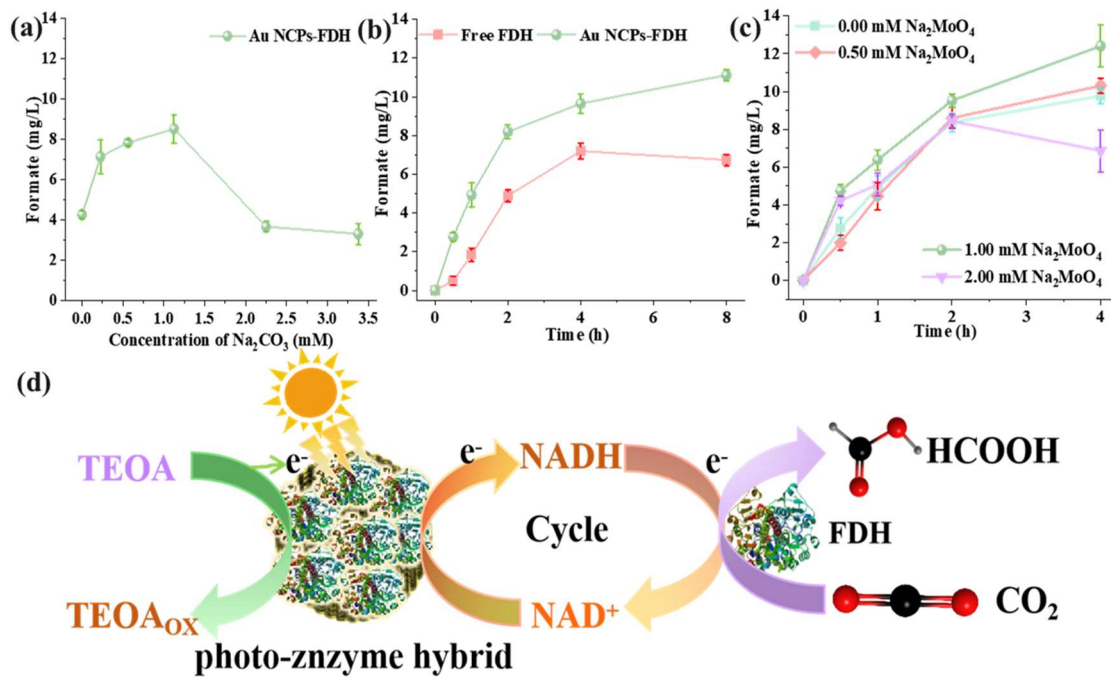 (a)
Au NCPs-FDH
Formate (mg/L)
14
12
10
8
6
4
2
0
0.0 0.5 1.0 1.5 2.0 2.5 3.0 3.5
Concentration of Na₂CO₃ (mM)
(b)
Free FDH Au NCPs-FDH
Formate (mg/L)
14
12
10
8
6
4
2
0
0 2 4 6 8
Time (h)
(c)
0.00 mM Na₂MoO₄
0.50 mM Na₂MoO₄
1.00 mM Na₂MoO₄
2.00 mM Na₂MoO₄
Formate (mg/L)
14
12
10
8
6
4
2
0
0 1 2 4
Time (h)
(d)
TEOA
e⁻
e⁻
NADH
e⁻
HCOOH
Cycle
FDH
TEOAOX
NAD⁺
CO₂
photo-znzyme hybrid